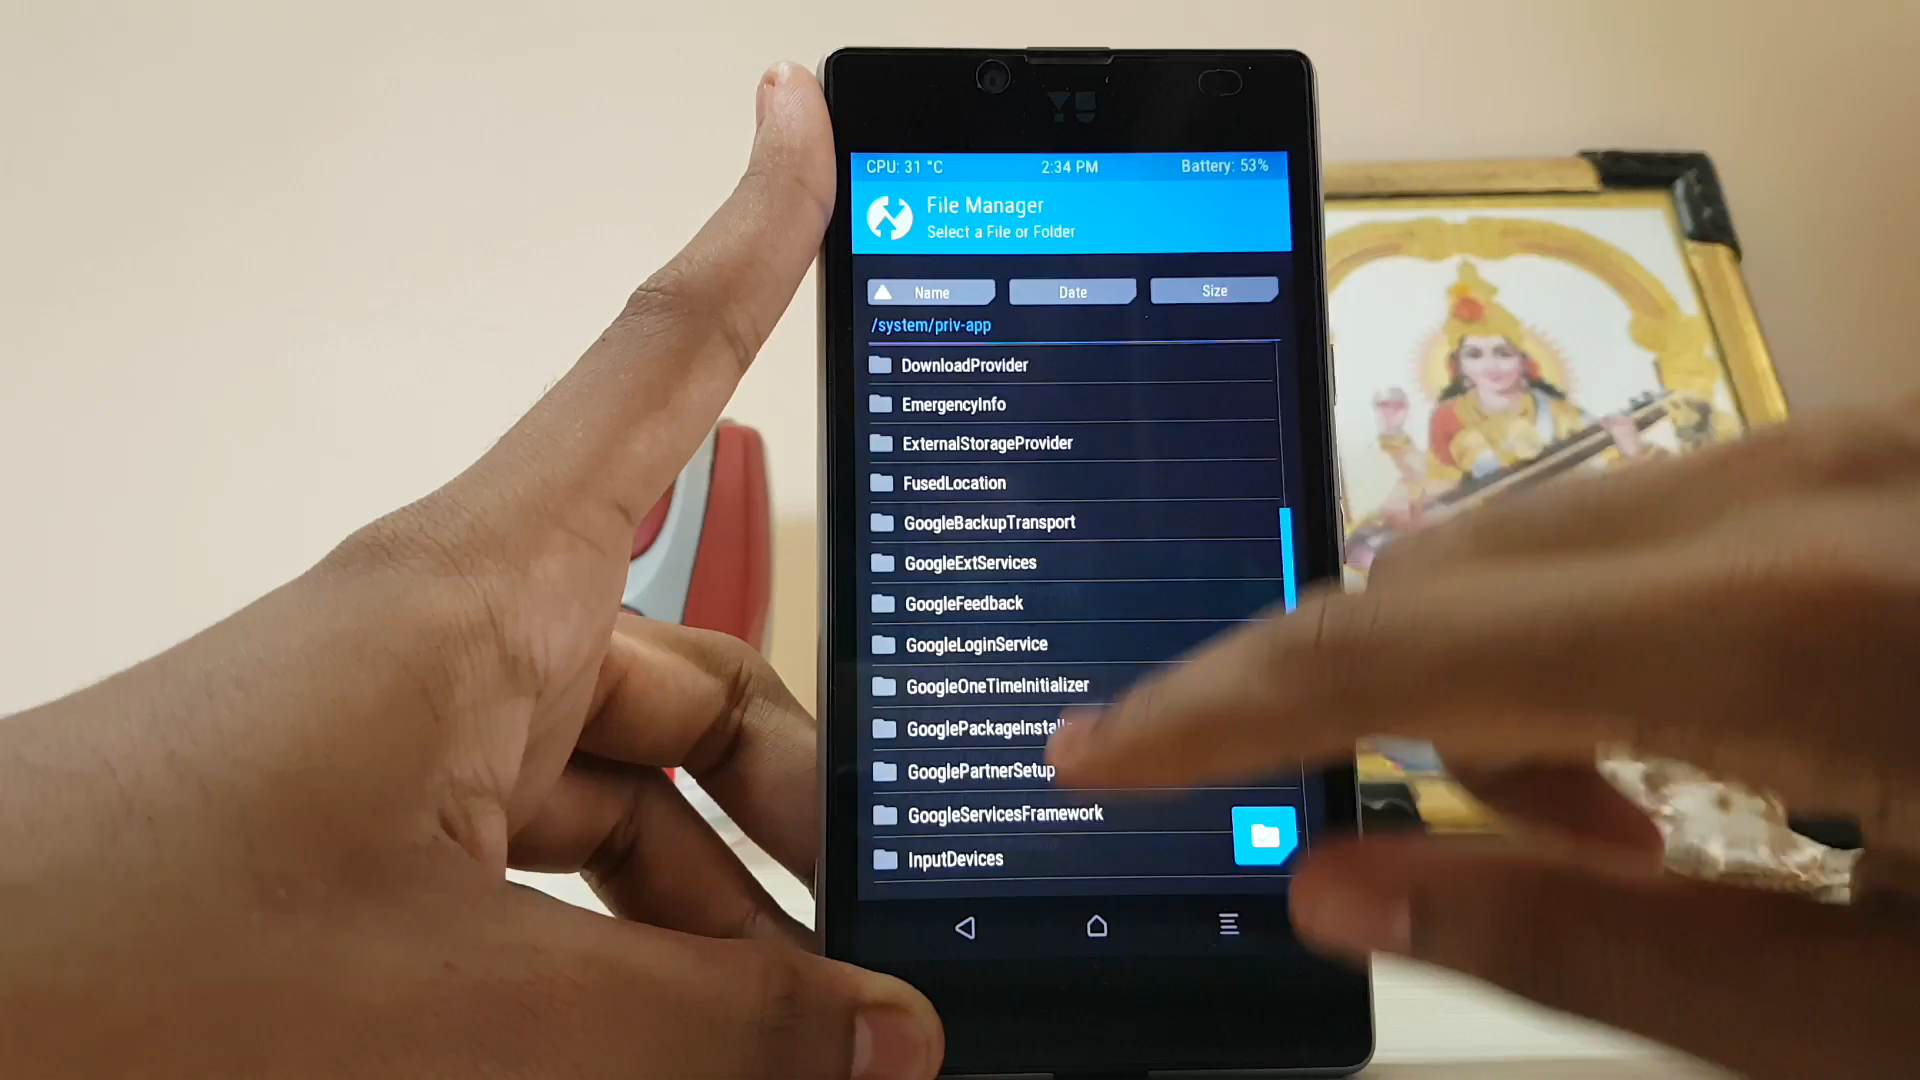 YU
CPU: 31 °C 2:34 PM Battery: 53%
File Manager
Select a File or Folder
Name Date Size
/system/priv-app
DownloadProvider
EmergencyInfo
ExternalStorageProvider
FusedLocation
GoogleBackupTransport
GoogleExtServices
GoogleFeedback
GoogleLoginService
GoogleOneTimeInitializer
GooglePartnerSetup
GoogleServicesFramework
InputDevices